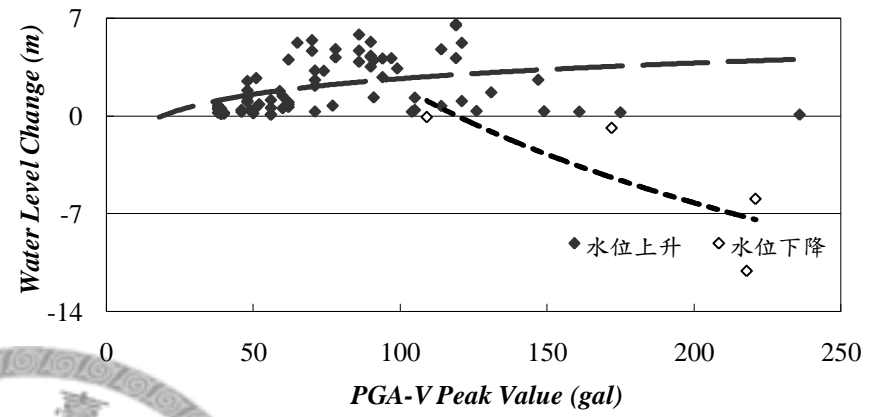 7
0
-7
-14
Water Level Change (m)
水位上升
水位下降
0
50
100
150
200
250
PGA-V Peak Value (gal)